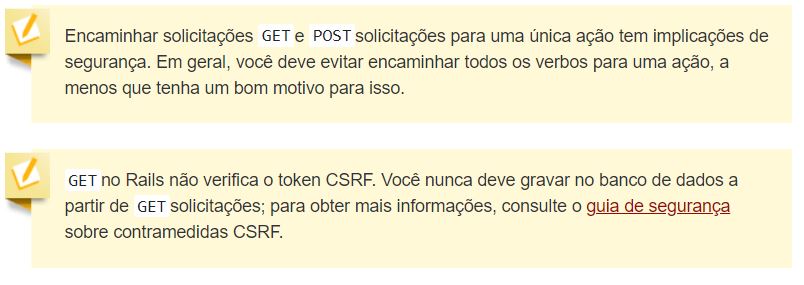 Encaminhar solicitações GET e POST solicitações para uma única ação tem implicações de
segurança. Em geral, você deve evitar encaminhar todos os verbos para uma ação, a
menos que tenha um bom motivo para isso.
GET no Rails não verifica o token CSRF. Você nunca deve gravar no banco de dados a
partir de GET solicitações; para obter mais informações, consulte o guia de segurança
sobre contramedidas CSRF.